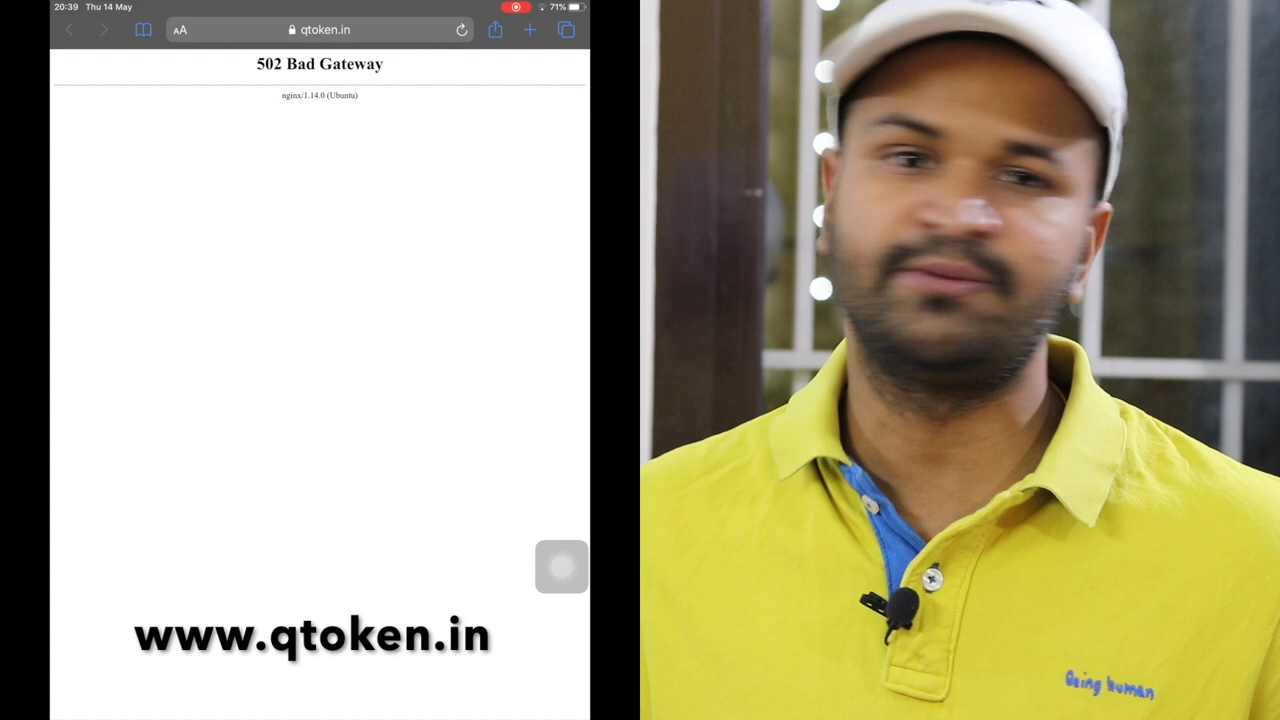 20:39 Thu 14 May 71%
AA qtoken.in
502 Bad Gateway
nginx/1.14.0 (Ubuntu)
www.qtoken.in
Being human